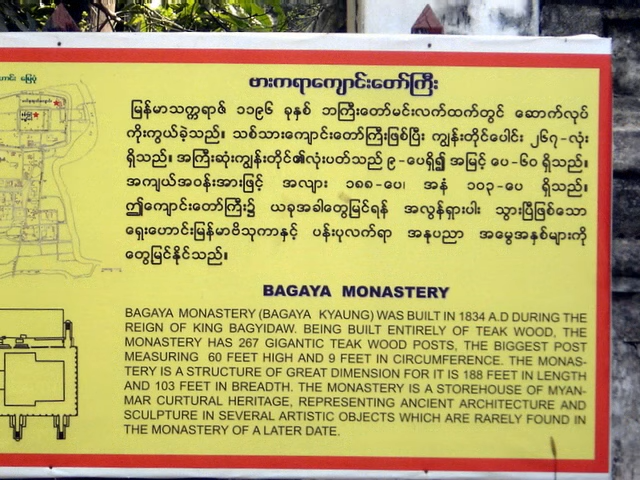 ဗားကရာကျောင်းတော်ကြီး
မြန်မာသက္ကရာဇ် ၁၁၉၆ ခုနှစ် ဘကြီးတော်မင်းလက်ထက်တွင် ဆောက်လုပ်
ကိုးကွယ်ခဲ့သည်။ သစ်သားကျောင်းတော်ကြီးဖြစ်ပြီး ကျွန်းတိုင်ပေါင်း ၂၆၇-လုံး
ရှိသည်။ အကြီးဆုံးကျွန်းတိုင်၏လုံးပတ်သည် ၉-ပေရှိ၍ အမြင့် ပေ-၆၀ ရှိသည်။
အကျယ်အဝန်းအားဖြင့် အလျား ၁၈၈-ပေ၊ အနံ ၁၀၃-ပေ ရှိသည်။
ဤကျောင်းတော်ကြီး၌ ယခုအခါတွေ့မြင်ရန် အလွန်ရှားပါး သွားပြီဖြစ်သော
ရှေးဟောင်းမြန်မာဗိသုကာနှင့် ပန်းပုလက်ရာ အနုပညာ အမွေအနှစ်များကို
တွေ့မြင်နိုင်သည်။
BAGAYA MONASTERY
BAGAYA MONASTERY (BAGAYA KYAUNG) WAS BUILT IN 1834 A.D DURING THE
REIGN OF KING BAGYIDAW. BEING BUILT ENTIRELY OF TEAK WOOD, THE
MONASTERY HAS 267 GIGANTIC TEAK WOOD POSTS, THE BIGGEST POST
MEASURING 60 FEET HIGH AND 9 FEET IN CIRCUMFERENCE. THE MONAS-
TERY IS A STRUCTURE OF GREAT DIMENSION FOR IT IS 188 FEET IN LENGTH
AND 103 FEET IN BREADTH. THE MONASTERY IS A STOREHOUSE OF MYAN-
MAR CURTURAL HERITAGE, REPRESENTING ANCIENT ARCHITECTURE AND
SCULPTURE IN SEVERAL ARTISTIC OBJECTS WHICH ARE RARELY FOUND IN
THE MONASTERY OF A LATER DATE.